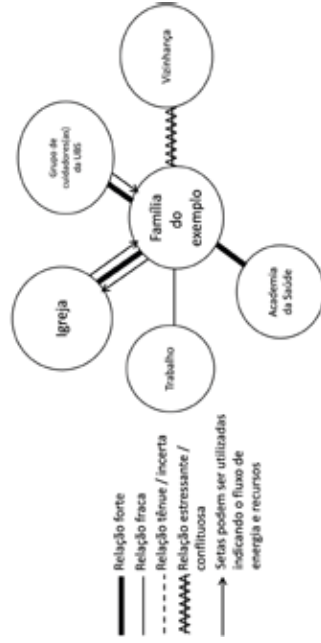 Grupo de
cuidadores(as)
da UBS
Igreja
Vizinhança
Família
do
exemplo
Trabalho
Academia
da Saúde
Relação forte
Relação fraca
Relação tênue / incerta
Relação estressante /
conflituosa
Setas podem ser utilizadas
indicando o fluxo de
energia e recursos